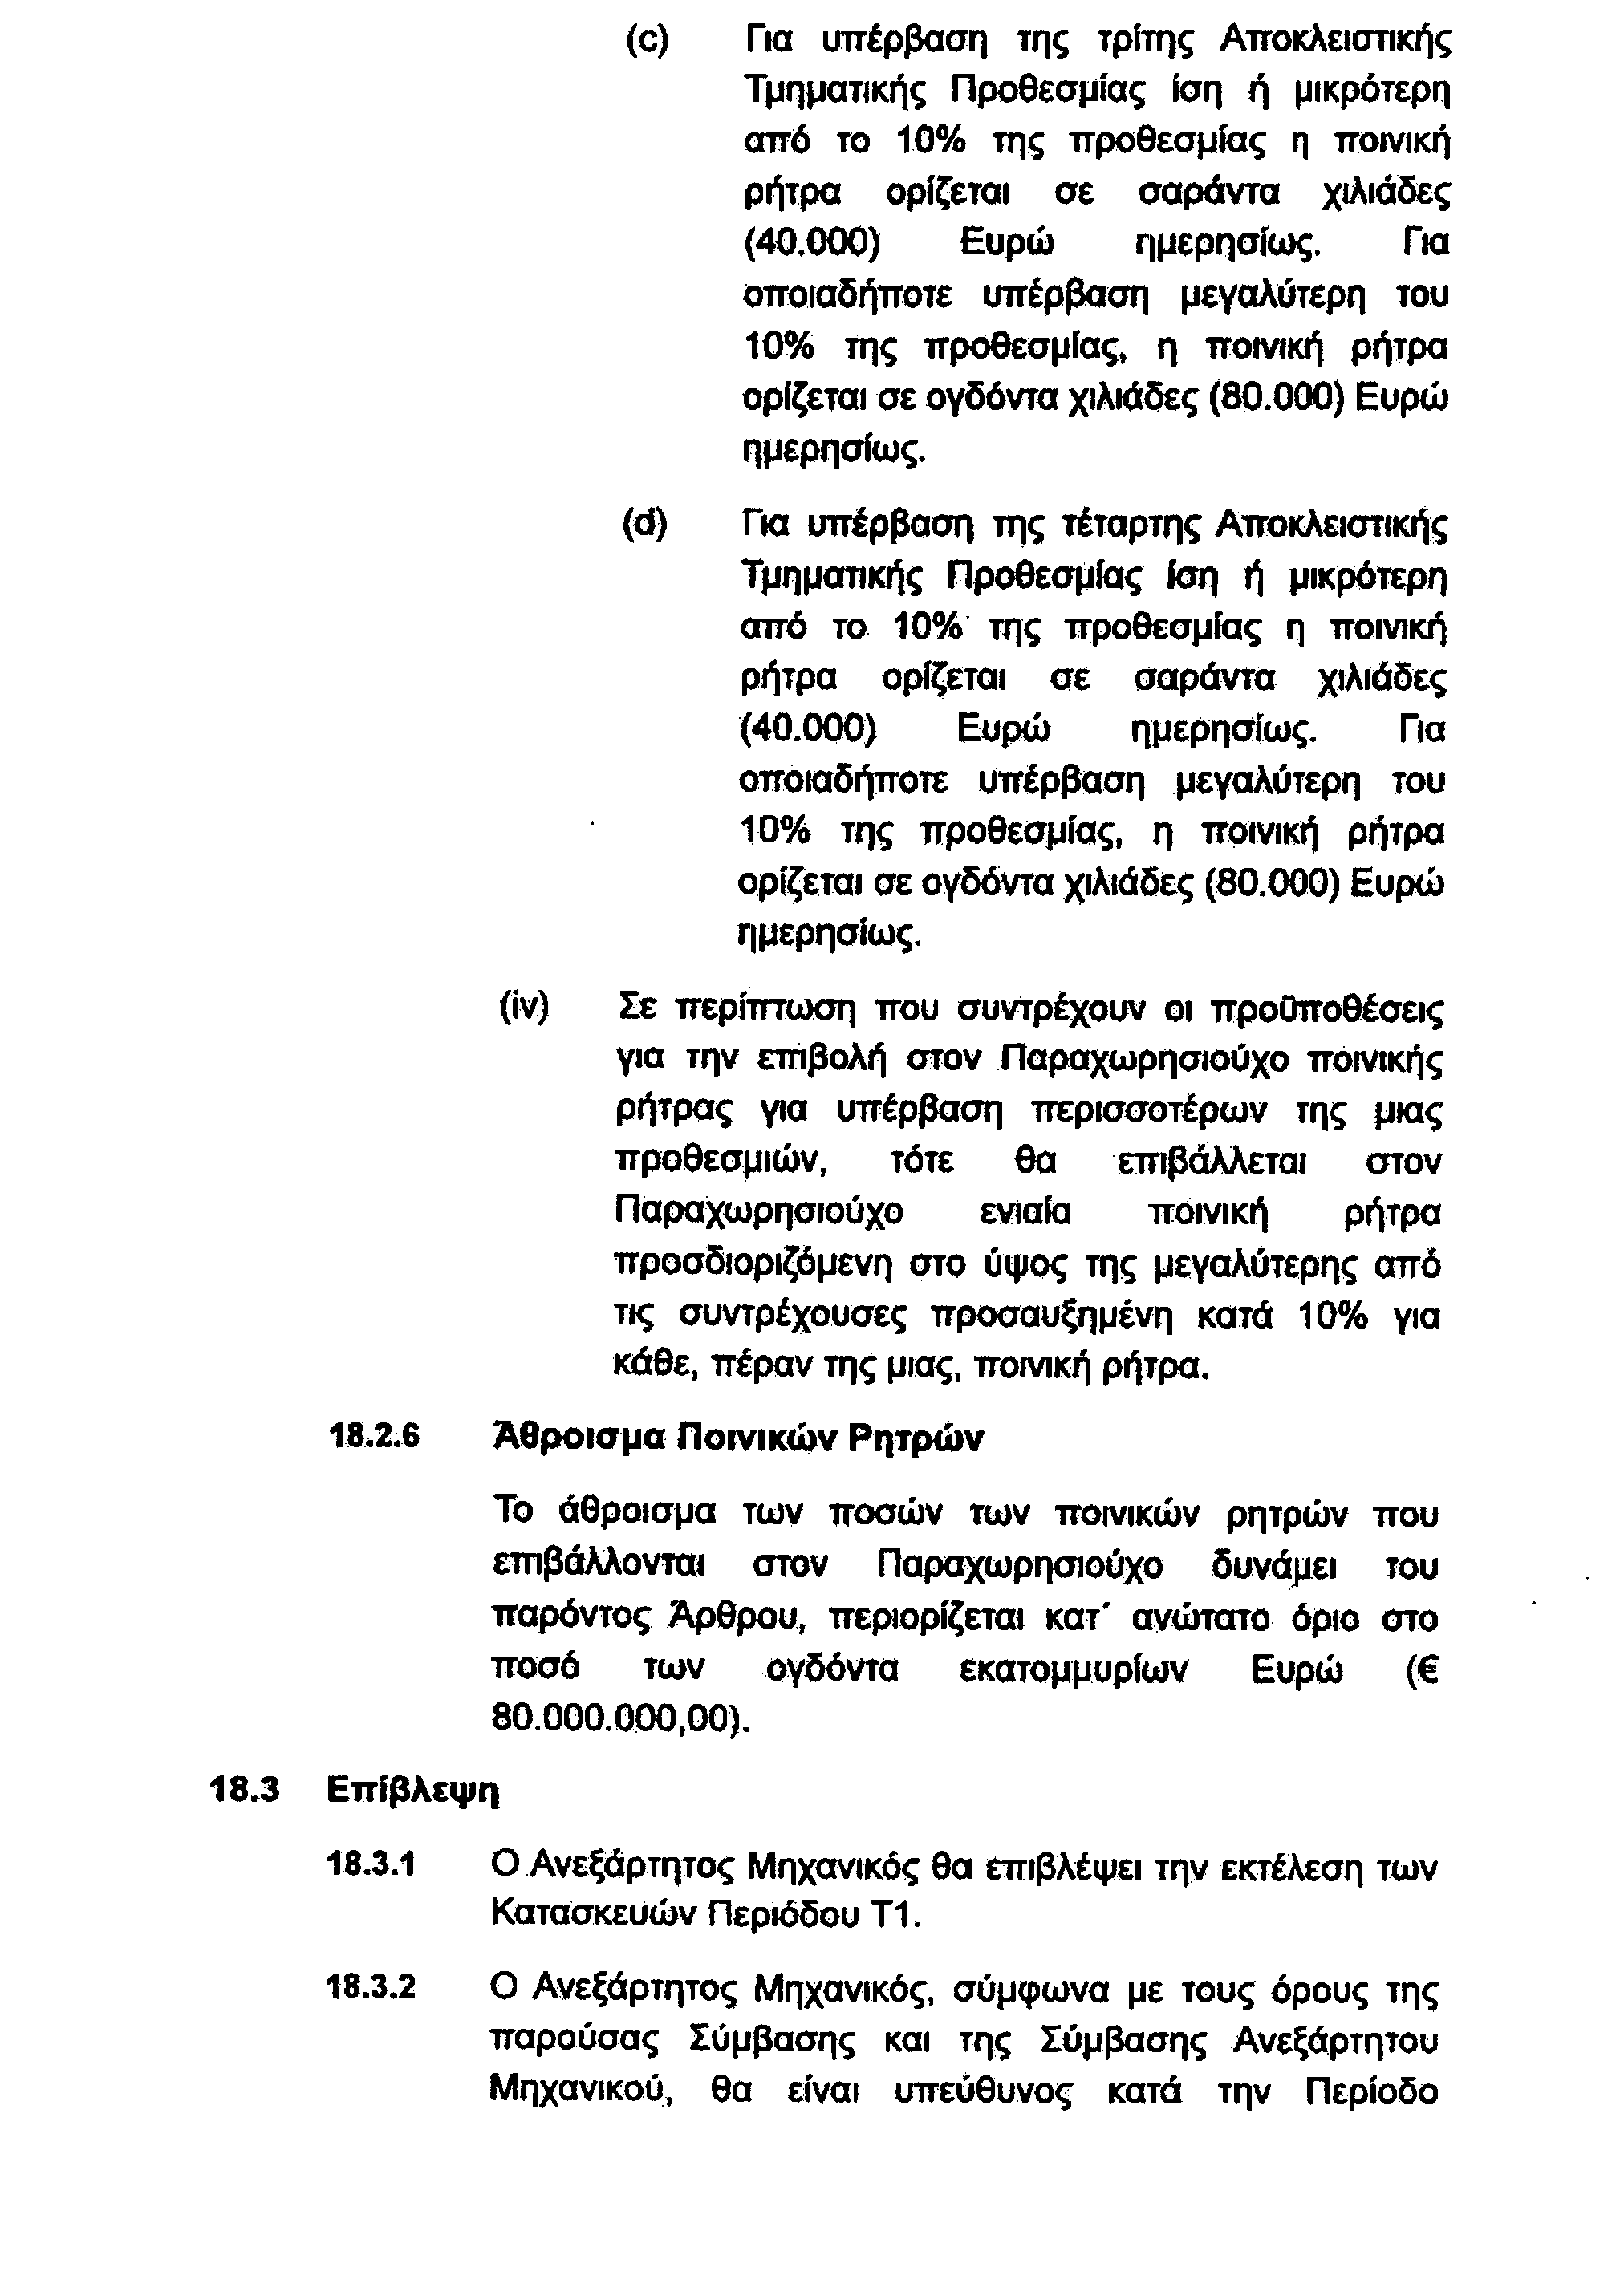 (c) Για υπέρβαση της τρίτης Αποκλειστικής
Τμηματικής Προθεσμίας ίση ή μικρότερη
από το 10% της προθεσμίας η ποινική
ρήτρα ορίζεται σε σαράντα χιλιάδες
(40.000) Ευρώ ημερησίως. Για
οποιαδήποτε υπέρβαση μεγαλύτερη του
10% της προθεσμίας, η ποινική ρήτρα
ορίζεται σε ογδόντα χιλιάδες (80.000) Ευρώ
ημερησίως.
(d) Για υπέρβαση της τέταρτης Αποκλειστικής
Τμηματικής Προθεσμίας ίση ή μικρότερη
από το 10% της προθεσμίας η ποινική
ρήτρα ορίζεται σε σαράντα χιλιάδες
(40.000) Ευρώ ημερησίως. Για
οποιαδήποτε υπέρβαση μεγαλύτερη του
10% της προθεσμίας, η ποινική ρήτρα
ορίζεται σε ογδόντα χιλιάδες (80.000) Ευρώ
ημερησίως.
(iv) Σε περίπτωση που συντρέχουν οι προϋποθέσεις
για την επιβολή στον Παραχωρησιούχο ποινικής
ρήτρας για υπέρβαση περισσοτέρων της μιας
προθεσμιών, τότε θα επιβάλλεται στον
Παραχωρησιούχο ενιαία ποινική ρήτρα
προσδιοριζόμενη στο ύψος της μεγαλύτερης από
τις συντρέχουσες προσαυξημένη κατά 10% για
κάθε, πέραν της μιας, ποινική ρήτρα.
18.2.6 Άθροισμα Ποινικών Ρητρών
Το άθροισμα των ποσών των ποινικών ρητρών που
επιβάλλονται στον Παραχωρησιούχο δυνάμει του
παρόντος Άρθρου, περιορίζεται κατ' ανώτατο όριο στο
ποσό των ογδόντα εκατομμυρίων Ευρώ (€
80.000.000,00).
18.3 Επίβλεψη
18.3.1 Ο Ανεξάρτητος Μηχανικός θα επιβλέψει την εκτέλεση των
Κατασκευών Περιόδου Τ1.
18.3.2 Ο Ανεξάρτητος Μηχανικός, σύμφωνα με τους όρους της
παρούσας Σύμβασης και της Σύμβασης Ανεξάρτητου
Μηχανικού, θα είναι υπεύθυνος κατά την Περίοδο